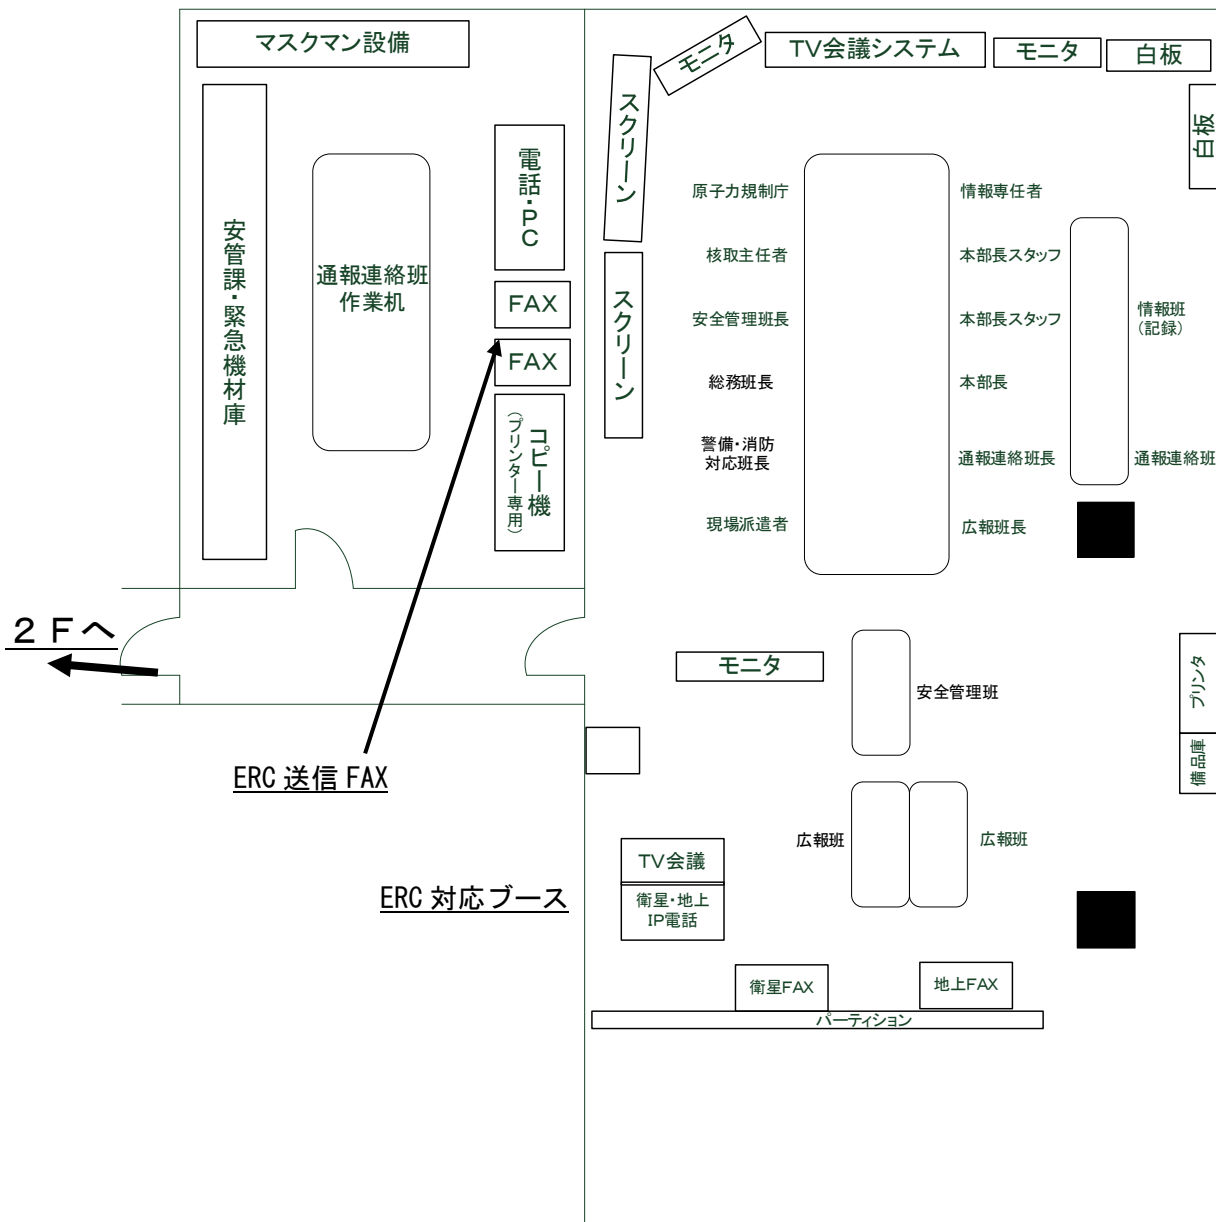 マスクマン設備
安管課・緊急機材庫
通報連絡班
作業机
電話・PC
FAX
FAX
コピー機
(プリンター専用)
２Ｆへ
ERC 送信 FAX
ERC 対応ブース
スクリーン
スクリーン
モニタ
TV会議システム
モニタ
白板
白板
原子力規制庁
核取主任者
安全管理班長
総務班長
警備・消防
対応班長
現場派遣者
情報専任者
本部長スタッフ
本部長スタッフ
本部長
通報連絡班長
広報班長
情報班
(記録)
通報連絡班
モニタ
安全管理班
プリンタ
備品庫
広報班
広報班
TV会議
衛星・地上
IP電話
衛星FAX
地上FAX
パーティション